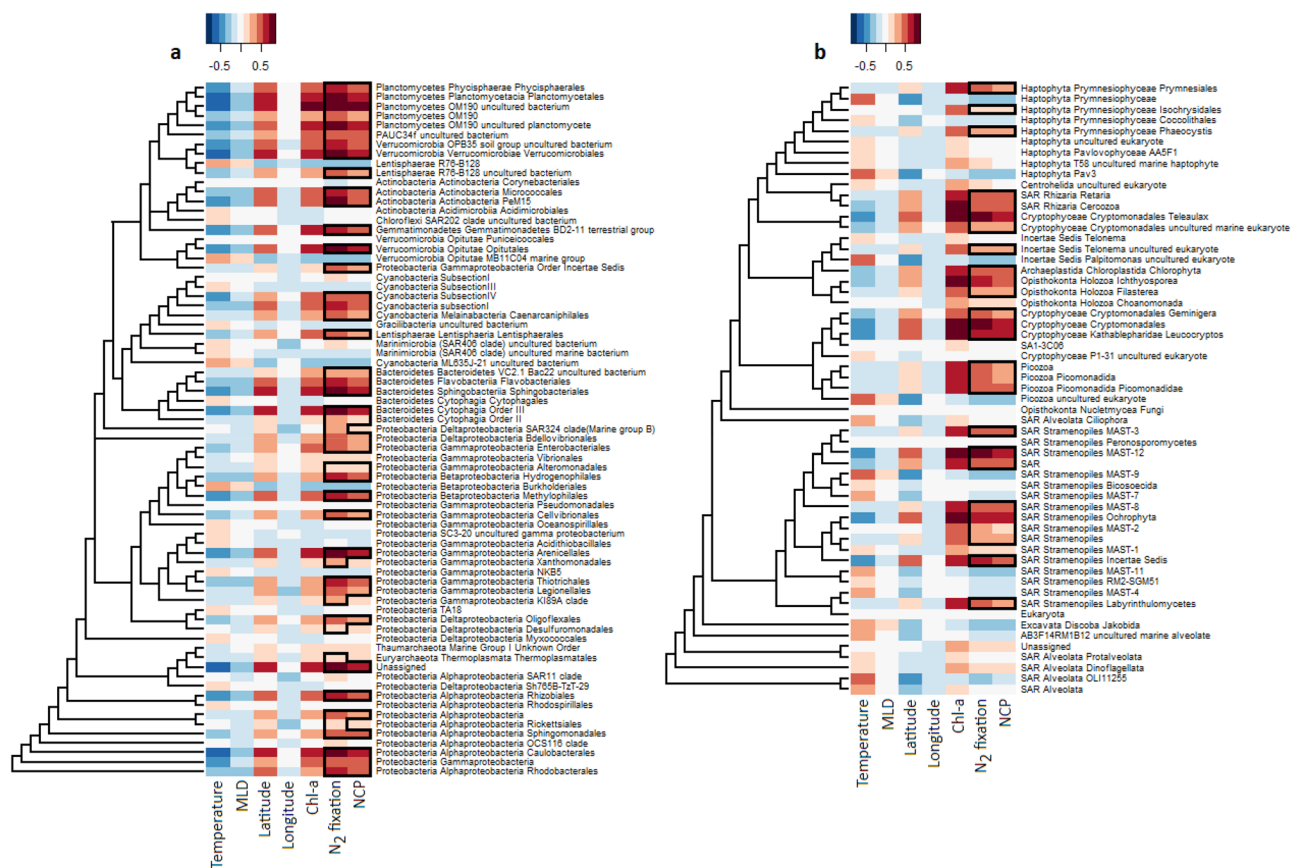 a
-0.5 0.5
Planctomycetes Phycisphaerae Phycisphaerales
Planctomycetes Planctomycetacia Planctomycetales
Planctomycetes OM190 uncultured bacterium
Planctomycetes OM190
Planctomycetes OM190 uncultured planctomycete
PAUC34f uncultured bacterium
Verrucomicrobia OPB35 soil group uncultured bacterium
Verrucomicrobia Verrucomicrobiae Verrucomicrobiales
Lentisphaerae R76-B128
Lentisphaerae R76-B128 uncultured bacterium
Actinobacteria Actinobacteria Corynebacteriales
Actinobacteria Actinobacteria Micrococcales
Actinobacteria Actinobacteria PeM15
Actinobacteria Acidimicrobiia Acidimicrobiales
Chloroflexi SAR202 clade uncultured bacterium
Gemmatimonadetes Gemmatimonadetes BD2-11 terrestrial group
Verrucomicrobia Opitutae Puniceicoccales
Verrucomicrobia Opitutae Opitutales
Verrucomicrobia Opitutae MB11C04 marine group
Proteobacteria Gammaproteobacteria Order Incertae Sedis
Cyanobacteria SubsectionI
Cyanobacteria SubsectionIII
Cyanobacteria SubsectionIV
Cyanobacteria subsectionI
Cyanobacteria Melainabacteria Caenarcaniphilales
Gracilibacteria uncultured bacterium
Lentisphaerae Lentisphaeria Lentisphaerales
Marinimicrobia (SAR406 clade) uncultured bacterium
Marinimicrobia (SAR406 clade) uncultured marine bacterium
Cyanobacteria ML635J-21 uncultured bacterium
Bacteroidetes Bacteroidetes VC2.1 Bac22 uncultured bacterium
Bacteroidetes Flavobacteriia Flavobacteriales
Bacteroidetes Sphingobacteriia Sphingobacteriales
Bacteroidetes Cytophagia Cytophagales
Bacteroidetes Cytophagia Order III
Bacteroidetes Cytophagia Order II
Proteobacteria Deltaproteobacteria SAR324 clade(Marine group B)
Proteobacteria Deltaproteobacteria Bdellovibrionales
Proteobacteria Gammaproteobacteria Enterobacteriales
Proteobacteria Gammaproteobacteria Vibrionales
Proteobacteria Gammaproteobacteria Alteromonadales
Proteobacteria Betaproteobacteria Hydrogenophilales
Proteobacteria Betaproteobacteria Burkholderiales
Proteobacteria Betaproteobacteria Methylophilales
Proteobacteria Gammaproteobacteria Pseudomonadales
Proteobacteria Gammaproteobacteria Cellvibrionales
Proteobacteria Gammaproteobacteria Oceanospirillales
Proteobacteria SC3-20 uncultured gamma proteobacterium
Proteobacteria Gammaproteobacteria Acidithiobacillales
Proteobacteria Gammaproteobacteria Arenicellales
Proteobacteria Gammaproteobacteria Xanthomonadales
Proteobacteria Gammaproteobacteria NKB5
Proteobacteria Gammaproteobacteria Thiotrichales
Proteobacteria Gammaproteobacteria Legionellales
Proteobacteria Gammaproteobacteria KI89A clade
Proteobacteria TA18
Proteobacteria Deltaproteobacteria Oligoflexales
Proteobacteria Deltaproteobacteria Desulfuromonadales
Proteobacteria Deltaproteobacteria Myxococcales
Thaumarchaeota Marine Group I Unknown Order
Euryarchaeota Thermoplasmata Thermoplasmatales
Unassigned
Proteobacteria Alphaproteobacteria SAR11 clade
Proteobacteria Deltaproteobacteria Sh765B-TzT-29
Proteobacteria Alphaproteobacteria Rhizobiales
Proteobacteria Alphaproteobacteria Rhodospirillales
Proteobacteria Alphaproteobacteria
Proteobacteria Alphaproteobacteria Rickettsiales
Proteobacteria Alphaproteobacteria Sphingomonadales
Proteobacteria Alphaproteobacteria OCS116 clade
Proteobacteria Alphaproteobacteria Caulobacterales
Proteobacteria Gammaproteobacteria
Proteobacteria Alphaproteobacteria Rhodobacterales
Temperature
MLD
Latitude
Longitude
Chl-a
N2 fixation
NCP
b
-0.5 0.5
Haptophyta Prymnesiophyceae Prymnesiales
Haptophyta Prymnesiophyceae
Haptophyta Prymnesiophyceae Isochrysidales
Haptophyta Prymnesiophyceae Coccolithales
Haptophyta Prymnesiophyceae Phaeocystis
Haptophyta uncultured eukaryote
Haptophyta Pavlovophyceae AA5F1
Haptophyta T58 uncultured marine haptophyte
Haptophyta Pav3
Centrohelida uncultured eukaryote
SAR Rhizaria Retaria
SAR Rhizaria Cercozoa
Cryptophyceae Cryptomonadales Teleaulax
Cryptophyceae Cryptomonadales uncultured marine eukaryote
Incertae Sedis Telonema
Incertae Sedis Telonema uncultured eukaryote
Incertae Sedis Palpitomonas uncultured eukaryote
Archaeplastida Chloroplastida Chlorophyta
Opisthokonta Holozoa Ichthyosporea
Opisthokonta Holozoa Filasterea
Opisthokonta Holozoa Choanomonada
Cryptophyceae Cryptomonadales Geminigera
Cryptophyceae Cryptomonadales
Cryptophyceae Kathablepharidae Leucocryptos
SA1-3C06
Cryptophyceae P1-31 uncultured eukaryote
Picozoa
Picozoa Picomonadida
Picozoa Picomonadida Picomonadidae
Picozoa uncultured eukaryote
Opisthokonta Nucletmycea Fungi
SAR Alveolata Ciliophora
SAR Stramenopiles MAST-3
SAR Stramenopiles Peronosporomycetes
SAR Stramenopiles MAST-12
SAR
SAR Stramenopiles MAST-9
SAR Stramenopiles Bicosoecida
SAR Stramenopiles MAST-7
SAR Stramenopiles MAST-8
SAR Stramenopiles Ochrophyta
SAR Stramenopiles MAST-2
SAR Stramenopiles
SAR Stramenopiles MAST-1
SAR Stramenopiles Incertae Sedis
SAR Stramenopiles MAST-11
SAR Stramenopiles RM2-SGM51
SAR Stramenopiles MAST-4
SAR Stramenopiles Labyrinthulomycetes
Eukaryota
Excavata Discoba Jakobida
AB3F14RM1B12 uncultured marine alveolate
Unassigned
SAR Alveolata Protalveolata
SAR Alveolata Dinoflagellata
SAR Alveolata OLI11255
SAR Alveolata
Temperature
MLD
Latitude
Longitude
Chl-a
N2 fixation
NCP